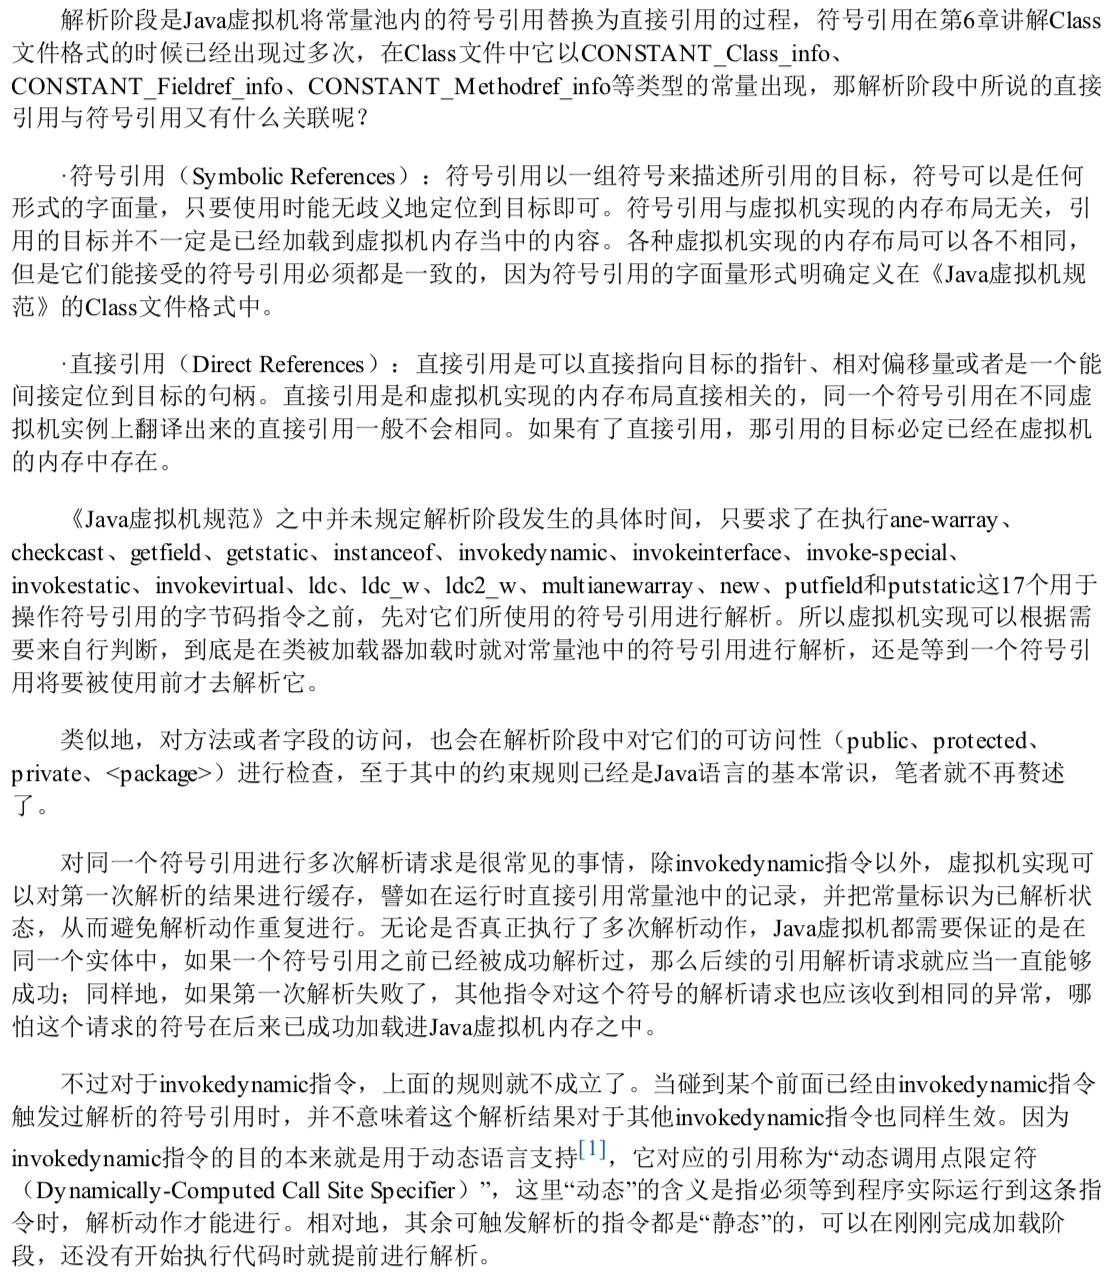 解析阶段是Java虚拟机将常量池内的符号引用替换为直接引用的过程，符号引用在第6章讲解Class
文件格式的时候已经出现过多次，在Class文件中它以CONSTANT_Class_info、
CONSTANT_Fieldref_info、CONSTANT_Methodref_info等类型的常量出现，那解析阶段中所说的直接
引用与符号引用又有什么关联呢？
·符号引用（Symbolic References）：符号引用以一组符号来描述所引用的目标，符号可以是任何
形式的字面量，只要使用时能无歧义地定位到目标即可。符号引用与虚拟机实现的内存布局无关，引
用的目标并不一定是已经加载到虚拟机内存当中的内容。各种虚拟机实现的内存布局可以各不相同，
但是它们能接受的符号引用必须都是一致的，因为符号引用的字面量形式明确定义在《Java虚拟机规
范》的Class文件格式中。
·直接引用（Direct References）：直接引用是可以直接指向目标的指针、相对偏移量或者是一个能
间接定位到目标的句柄。直接引用是和虚拟机实现的内存布局直接相关的，同一个符号引用在不同虚
拟机实例上翻译出来的直接引用一般不会相同。如果有了直接引用，那引用的目标必定已经在虚拟机
的内存中存在。
《Java虚拟机规范》之中并未规定解析阶段发生的具体时间，只要求了在执行ane-warray、
checkcast、getfield、getstatic、instanceof、invokedynamic、invokeinterface、invoke-special、
invokestatic、invokevirtual、ldc、ldc_w、ldc2_w、multianewarray、new、putfield和putstatic这17个用于
操作符号引用的字节码指令之前，先对它们所使用的符号引用进行解析。所以虚拟机实现可以根据需
要来自行判断，到底是在类被加载器加载时就对常量池中的符号引用进行解析，还是等到一个符号引
用将要被使用前才去解析它。
类似地，对方法或者字段的访问，也会在解析阶段中对它们的可访问性（public、protected、
private、<package>）进行检查，至于其中的约束规则已经是Java语言的基本常识，笔者就不再赘述
了。
对同一个符号引用进行多次解析请求是很常见的事情，除invokedynamic指令以外，虚拟机实现可
以对第一次解析的结果进行缓存，譬如在运行时直接引用常量池中的记录，并把常量标识为已解析状
态，从而避免解析动作重复进行。无论是否真正执行了多次解析动作，Java虚拟机都需要保证的是在
同一个实体中，如果一个符号引用之前已经被成功解析过，那么后续的引用解析请求就应当一直能够
成功；同样地，如果第一次解析失败了，其他指令对这个符号的解析请求也应该收到相同的异常，哪
怕这个请求的符号在后来已成功加载进Java虚拟机内存之中。
不过对于invokedynamic指令，上面的规则就不成立了。当碰到某个前面已经由invokedynamic指令
触发过解析的符号引用时，并不意味着这个解析结果对于其他invokedynamic指令也同样生效。因为
invokedynamic指令的目的本来就是用于动态语言支持[1]，它对应的引用称为“动态调用点限定符
（Dynamically-Computed Call Site Specifier）”，这里“动态”的含义是指必须等到程序实际运行到这条指
令时，解析动作才能进行。相对地，其余可触发解析的指令都是“静态”的，可以在刚刚完成加载阶
段，还没有开始执行代码时就提前进行解析。